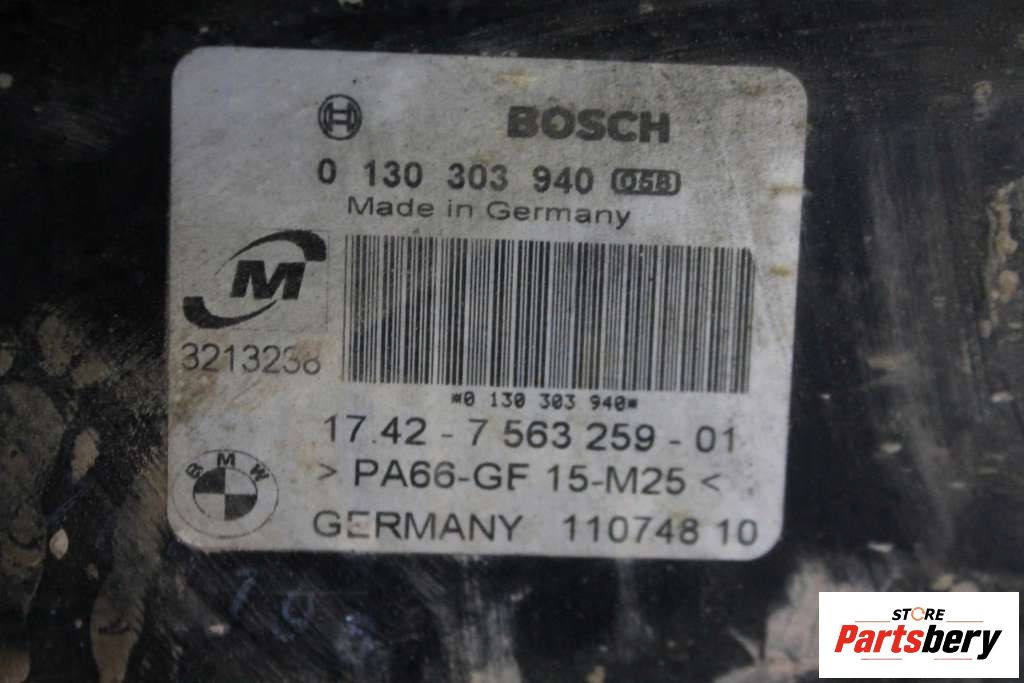 BOSCH
0 130 303 940 05B
Made in Germany
M
3213238
*0 130 303 940*
17.42 - 7 563 259 - 01
> PA66-GF 15-M25 <
BMW
GERMANY 110748 10
STORE
Partsbery